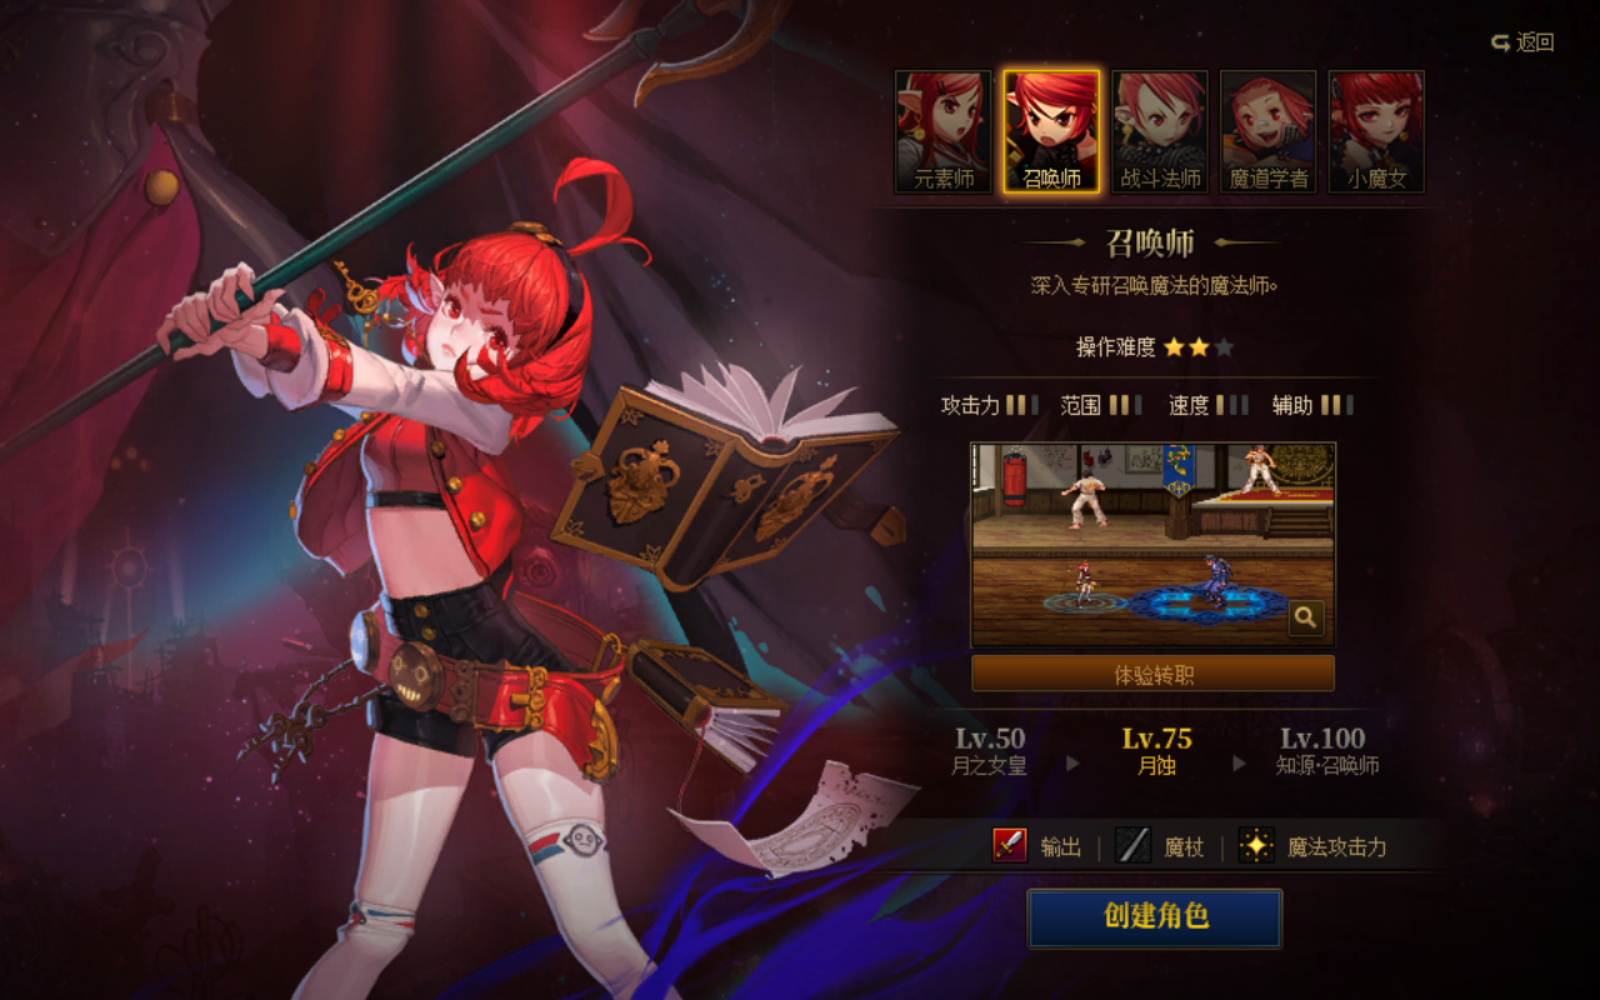 返回
元素师 召唤师 战斗法师 魔道学者 小魔女
召唤师
深入专研召唤魔法的魔法师。
操作难度
攻击力 范围 速度 辅助
体验转职
Lv.50 Lv.75 Lv.100
月之女皇 月蚀 知源·召唤师
输出 | 魔杖 | 魔法攻击力
创建角色